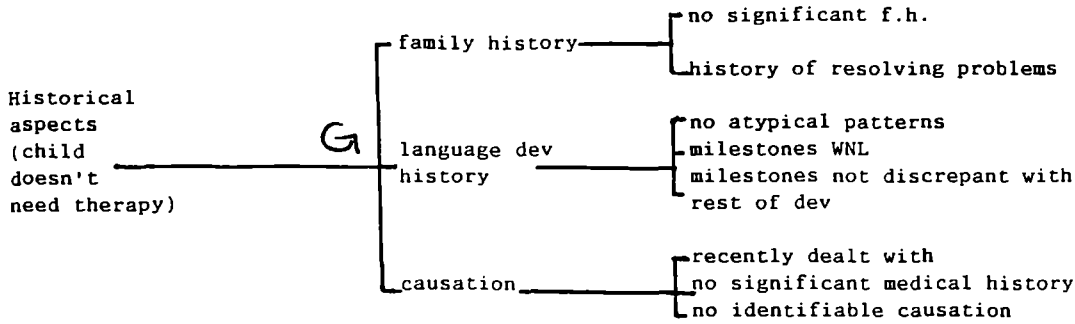 no significant f.h.
family history
history of resolving problems
Historical
aspects
(child
doesn't
need therapy)
G
language dev
history
no atypical patterns
milestones WNL
milestones not discrepant with
rest of dev
causation
recently dealt with
no significant medical history
no identifiable causation